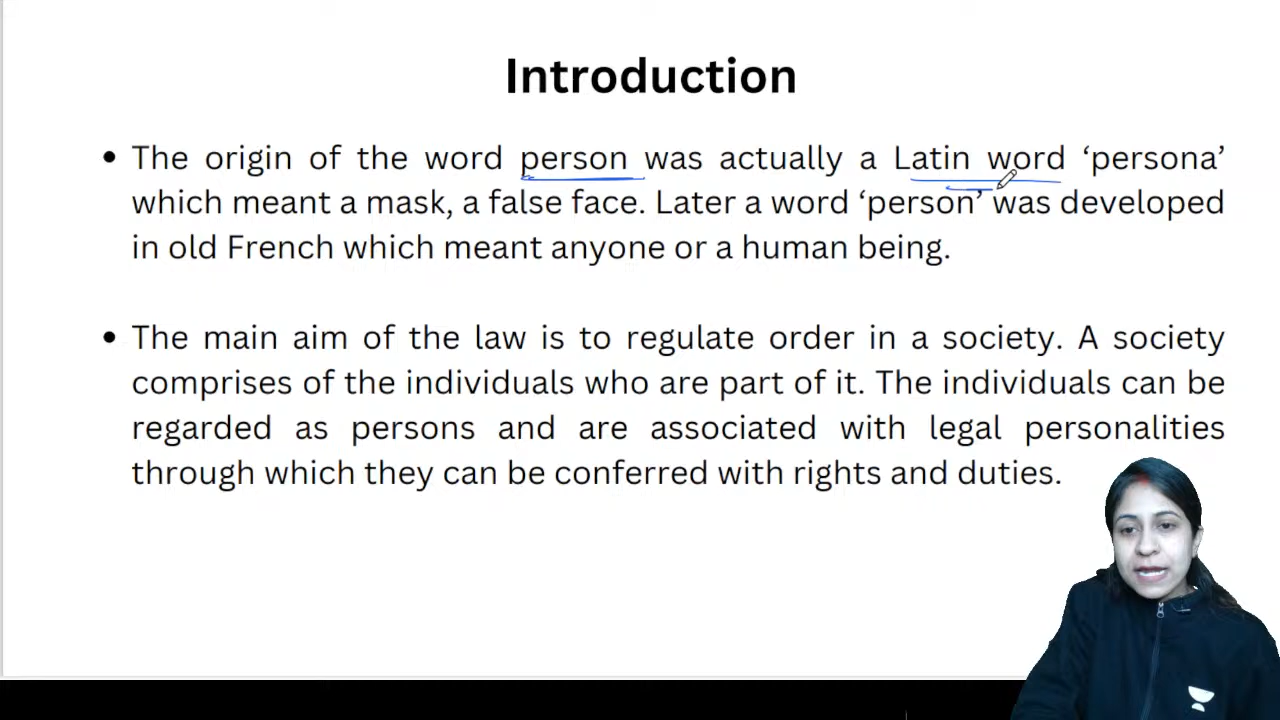 Introduction
• The origin of the word person was actually a Latin word ‘persona’
which meant a mask, a false face. Later a word ‘person’ was developed
in old French which meant anyone or a human being.
• The main aim of the law is to regulate order in a society. A society
comprises of the individuals who are part of it. The individuals can be
regarded as persons and are associated with legal personalities
through which they can be conferred with rights and duties.